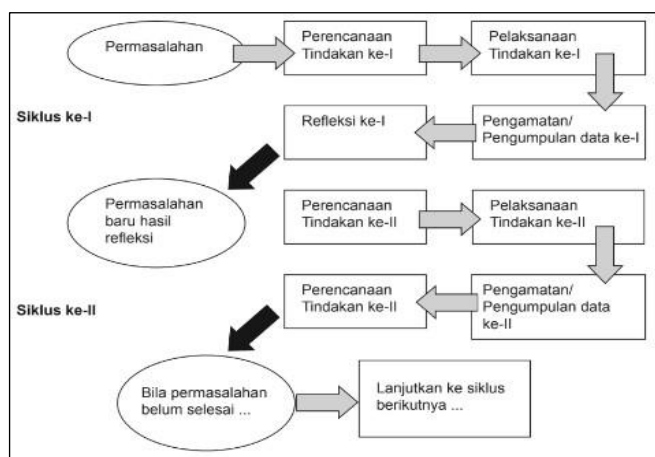 Permasalahan
Perencanaan
Tindakan ke-I
Pelaksanaan
Tindakan ke-I
Siklus ke-I
Refleksi ke-I
Pengamatan/
Pengumpulan data ke-I
Permasalahan
baru hasil
refleksi
Perencanaan
Tindakan ke-II
Pelaksanaan
Tindakan ke-II
Siklus ke-II
Perencanaan
Tindakan ke-II
Pengamatan/
Pengumpulan data
ke-II
Bila permasalahan
belum selesai ...
Lanjutkan ke siklus
berikutnya ...